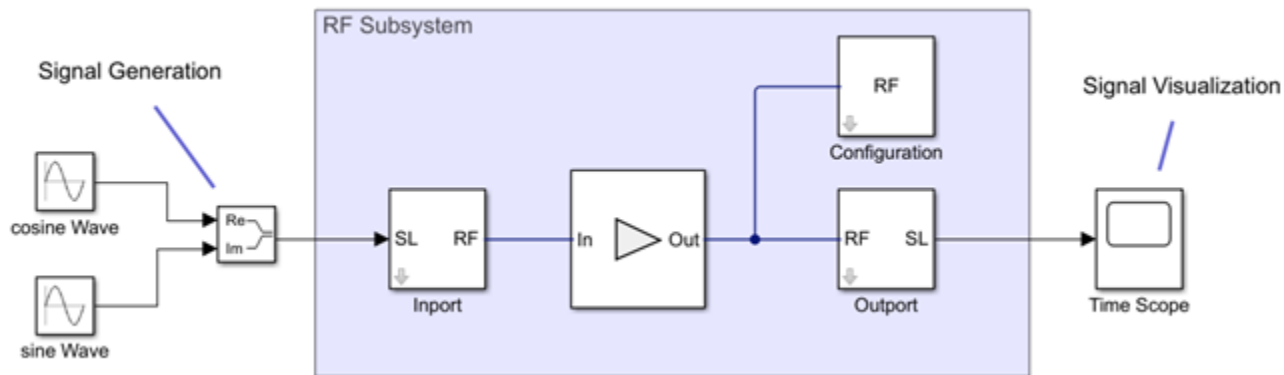 RF Subsystem
Signal Generation
Signal Visualization
RF
Configuration
cosine Wave
Re
Im
SL RF
Inport
In Out
RF SL
Outport
Time Scope
sine Wave